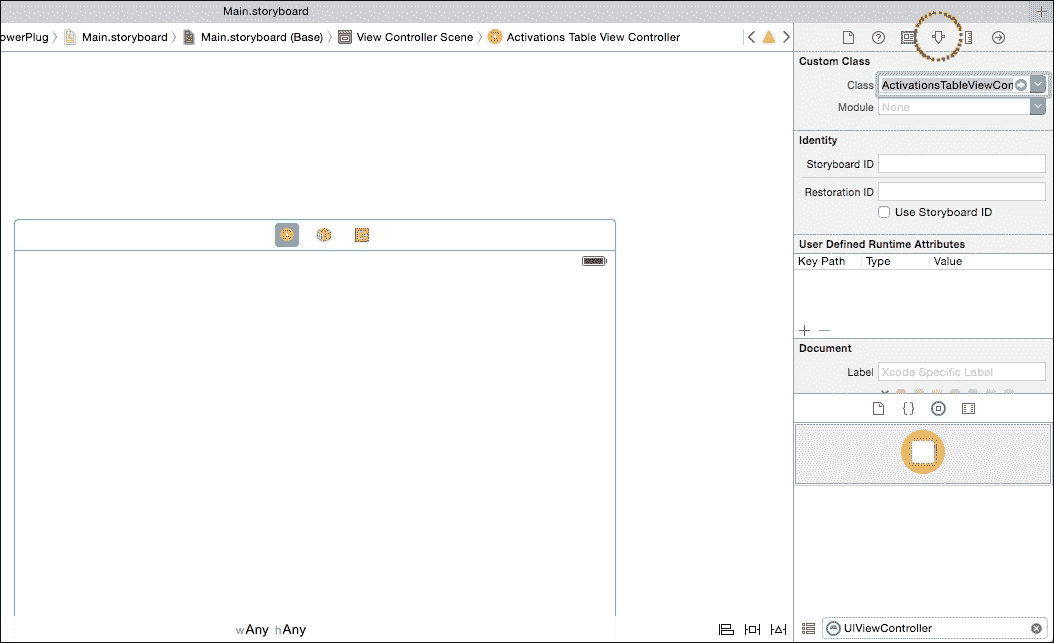 Main.storyboard
owerPlug 〉 Main.storyboard 〉 Main.storyboard (Base) 〉 View Controller Scene 〉 Activations Table View Controller
Custom Class
Class ActivationsTableViewCon
Module None
Identity
Storyboard ID
Restoration ID
Use Storyboard ID
User Defined Runtime Attributes
Key Path Type Value
Document
Label Xcode Specific Label
wAny hAny
UIViewController